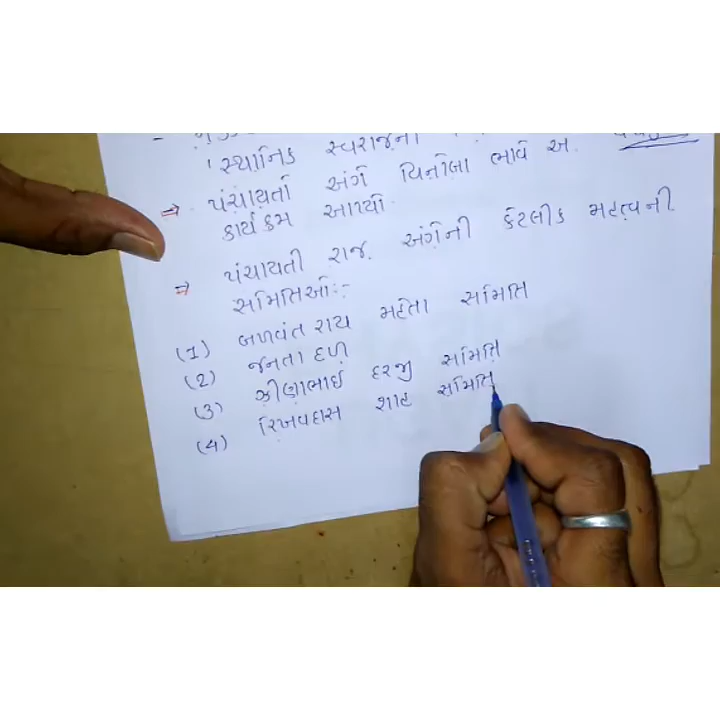 સ્થાનિક સ્વરાજના
⇒ પંચાયતો અંગે વિનોબા ભાવે એ
કાર્યક્રમ આપ્યો.
⇒ પંચાયતી રાજ અંગેની કેટલીક મહત્વની
સમિતિઓ:-
(1) બળવંત રાય મહેતા સમિતિ
(2) જનતા દળ
(3) ઝીણાભાઈ દરજી સમિતિ
(4) રિખવદાસ શાહ સમિતિ